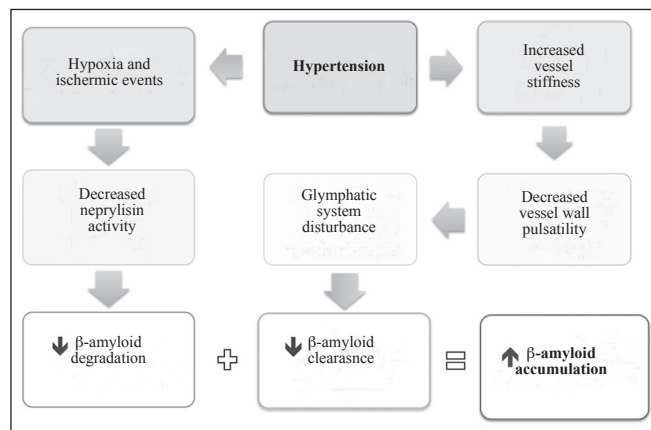 Hypoxia and
ischermic events
Hypertension
Increased
vessel
stiffness
Decreased
neprylisin
activity
Glymphatic
system
disturbance
Decreased
vessel wall
pulsatility
β-amyloid
degradation
β-amyloid
clearasnce
β-amyloid
accumulation